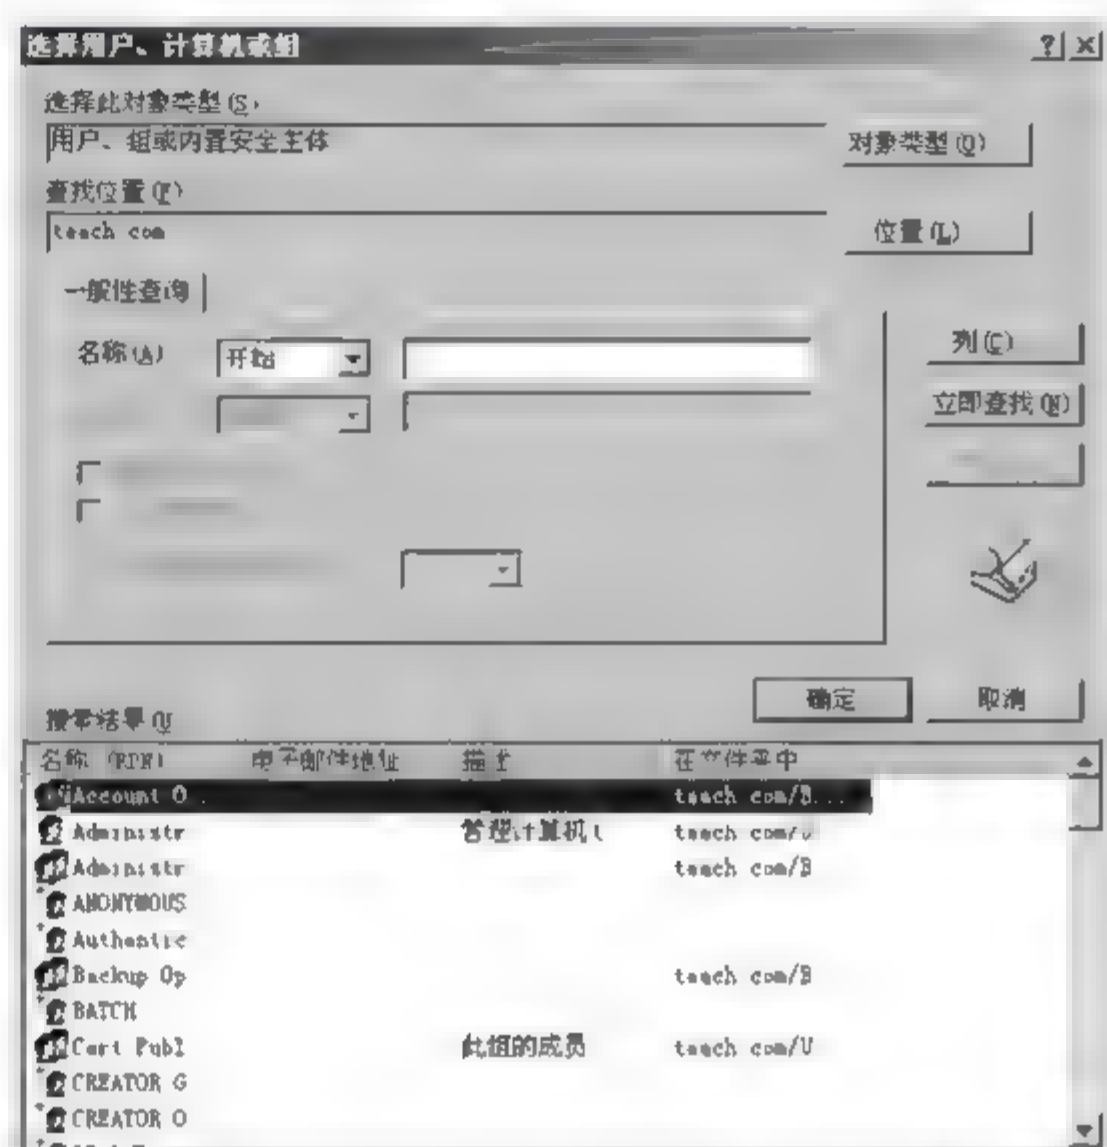 选择用户、计算机或组
选择此对象类型(S):
用户、组或内置安全主体
对象类型(O)
查找位置(F)
teach com
位置(L)
一般性查询
名称(A)
开始
列(C)
立即查找(N)
确定
取消
搜索结果(U)
名称 (RDN) 电子邮件地址 描述 在文件夹中
Account O... teach com/B...
Administr 管理计算机( teach com/U
Administr teach com/B
ANONYMOUS
Authentic
Backup Op teach com/B
BATCH
Cert Publ 此组的成员 teach com/U
CREATOR G
CREATOR O